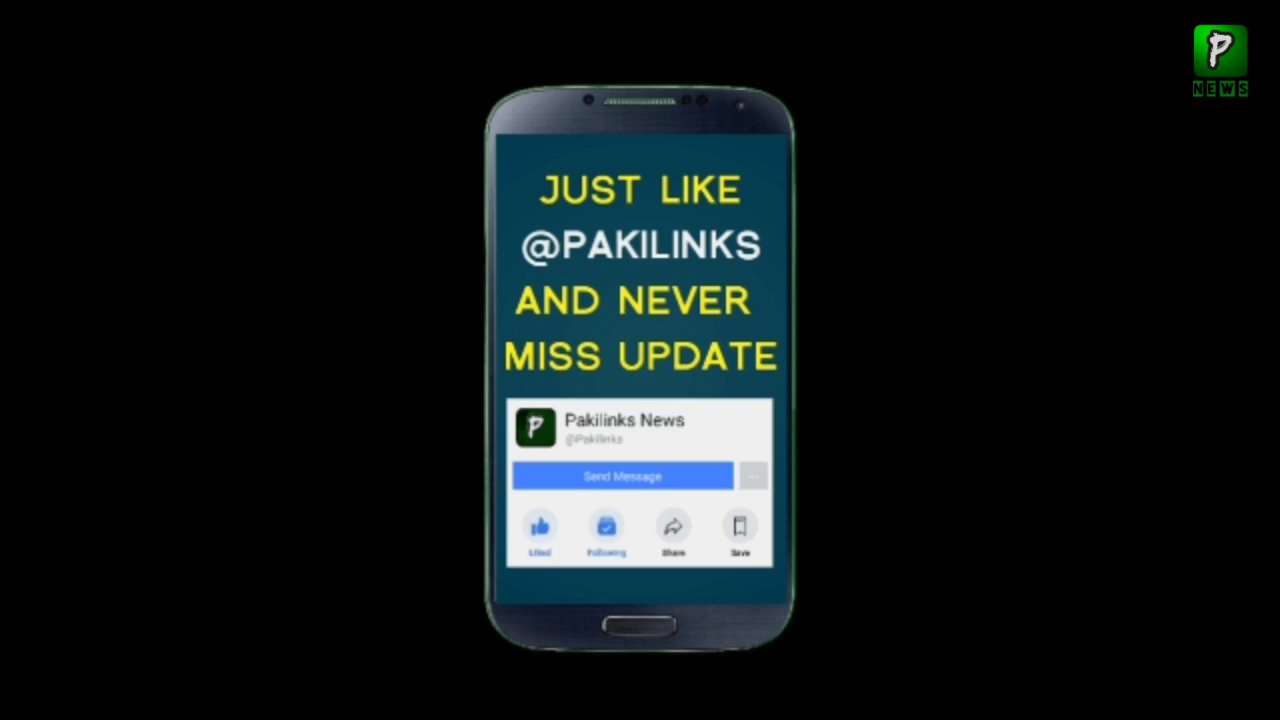 P
NEWS
JUST LIKE
@PAKILINKS
AND NEVER
MISS UPDATE
P
Pakilinks News
@Pakilinks
Send Message
...
Liked Following Share Save